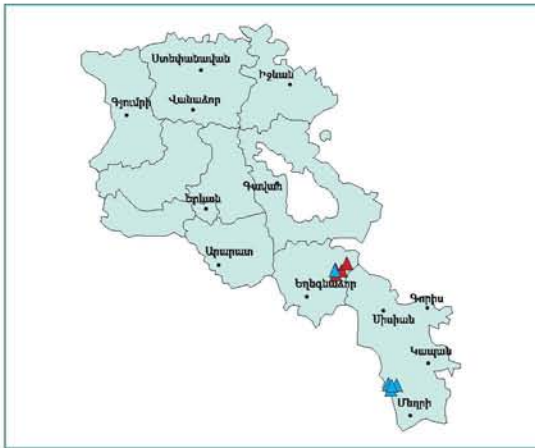 Ստեփանավան
Իջևան
Գյումրի
Վանաձոր
Գավառ
Երևան
Արարատ
Եղեգնաձոր
Գորիս
Սիսիան
Կապան
Մեղրի